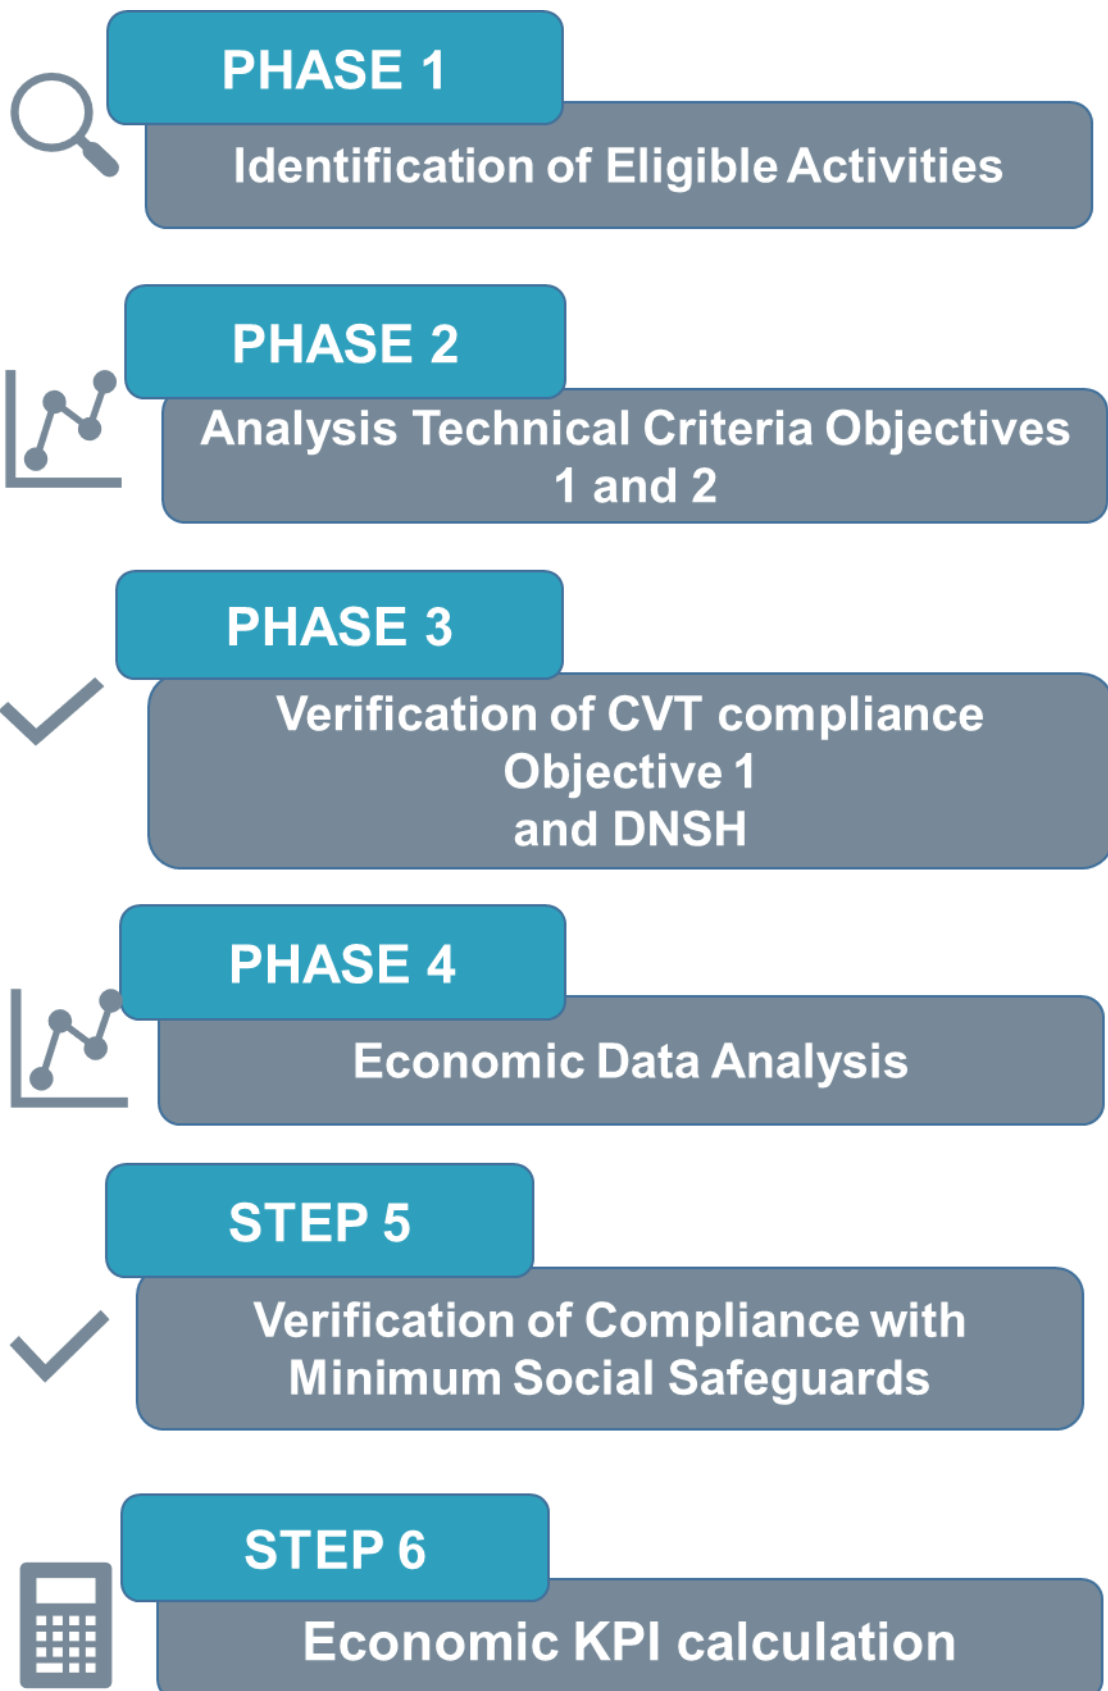 PHASE 1
Identification of Eligible Activities
PHASE 2
Analysis Technical Criteria Objectives
1 and 2
PHASE 3
Verification of CVT compliance
Objective 1
and DNSH
PHASE 4
Economic Data Analysis
STEP 5
Verification of Compliance with
Minimum Social Safeguards
STEP 6
Economic KPI calculation